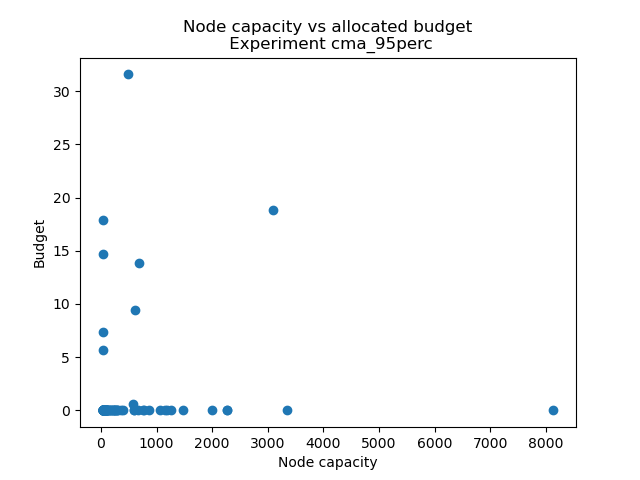 Node capacity vs allocated budget
Experiment cma_95perc
30
25
20
15
10
5
0
Budget
0 1000 2000 3000 4000 5000 6000 7000 8000
Node capacity